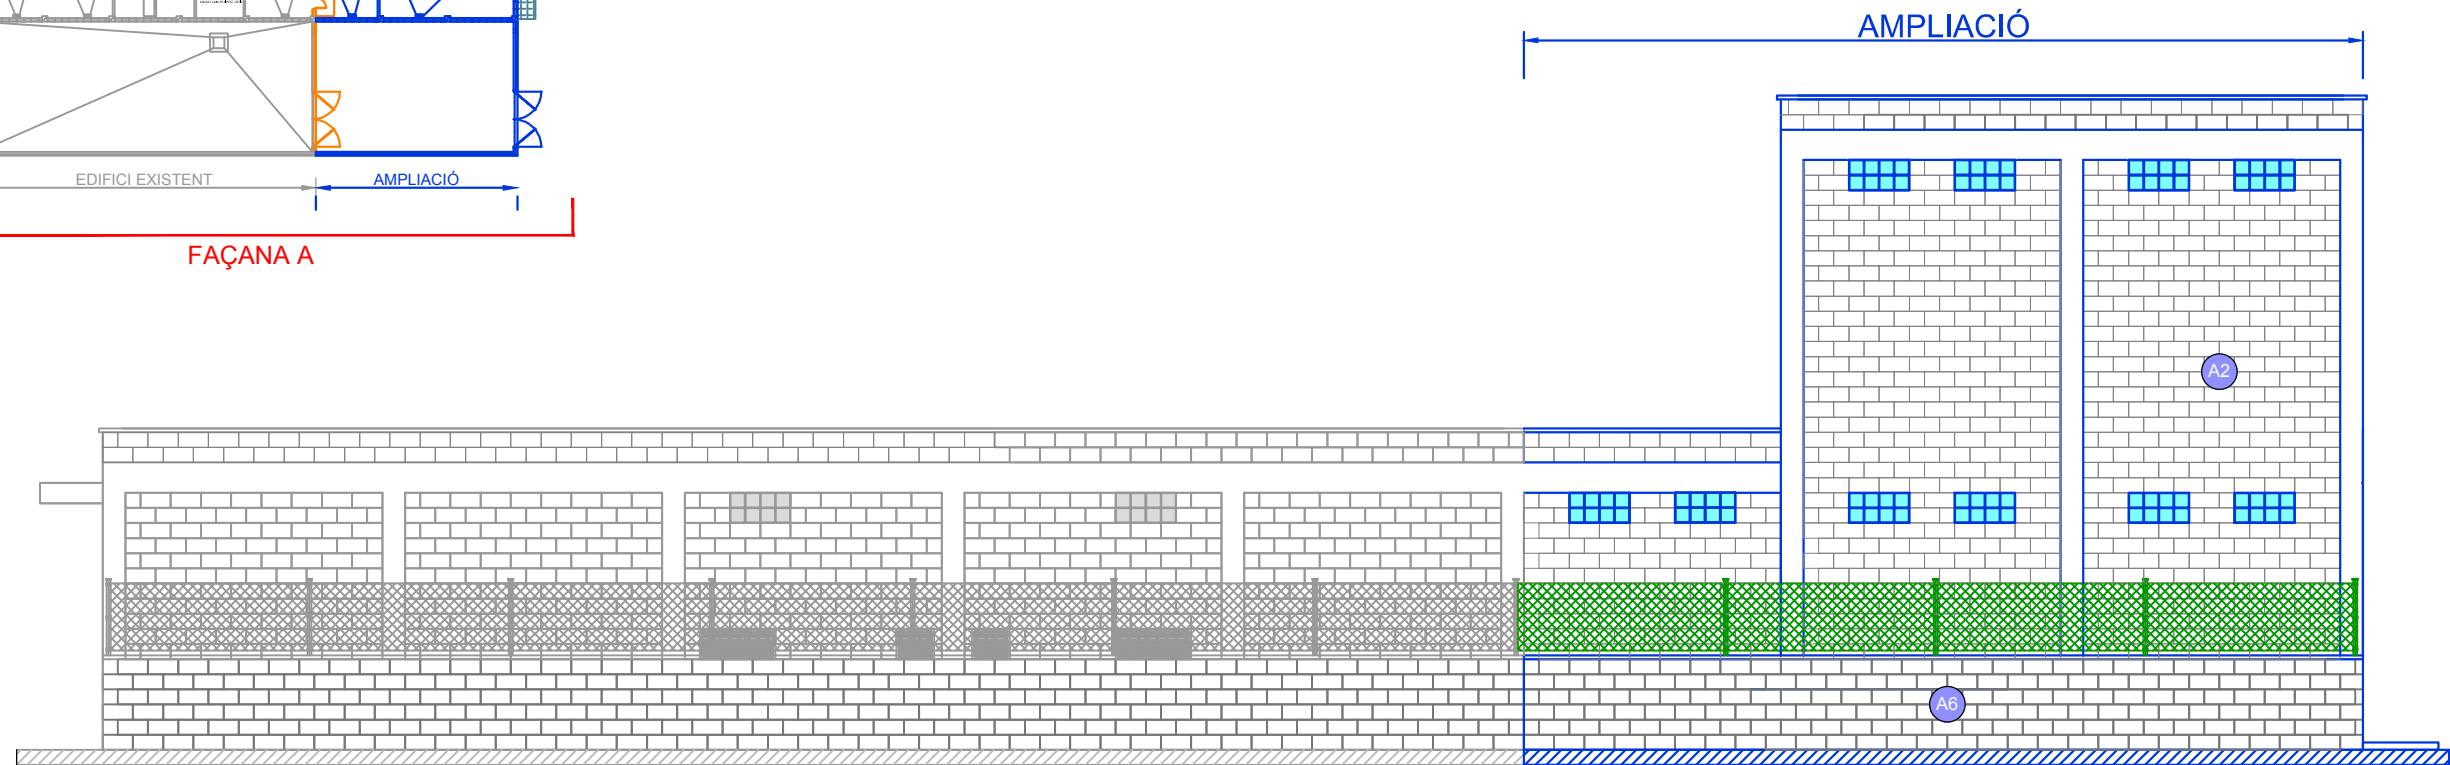 AMPLIACIÓ
EDIFICI EXISTENT
AMPLIACIÓ
FAÇANA A
A2
A6